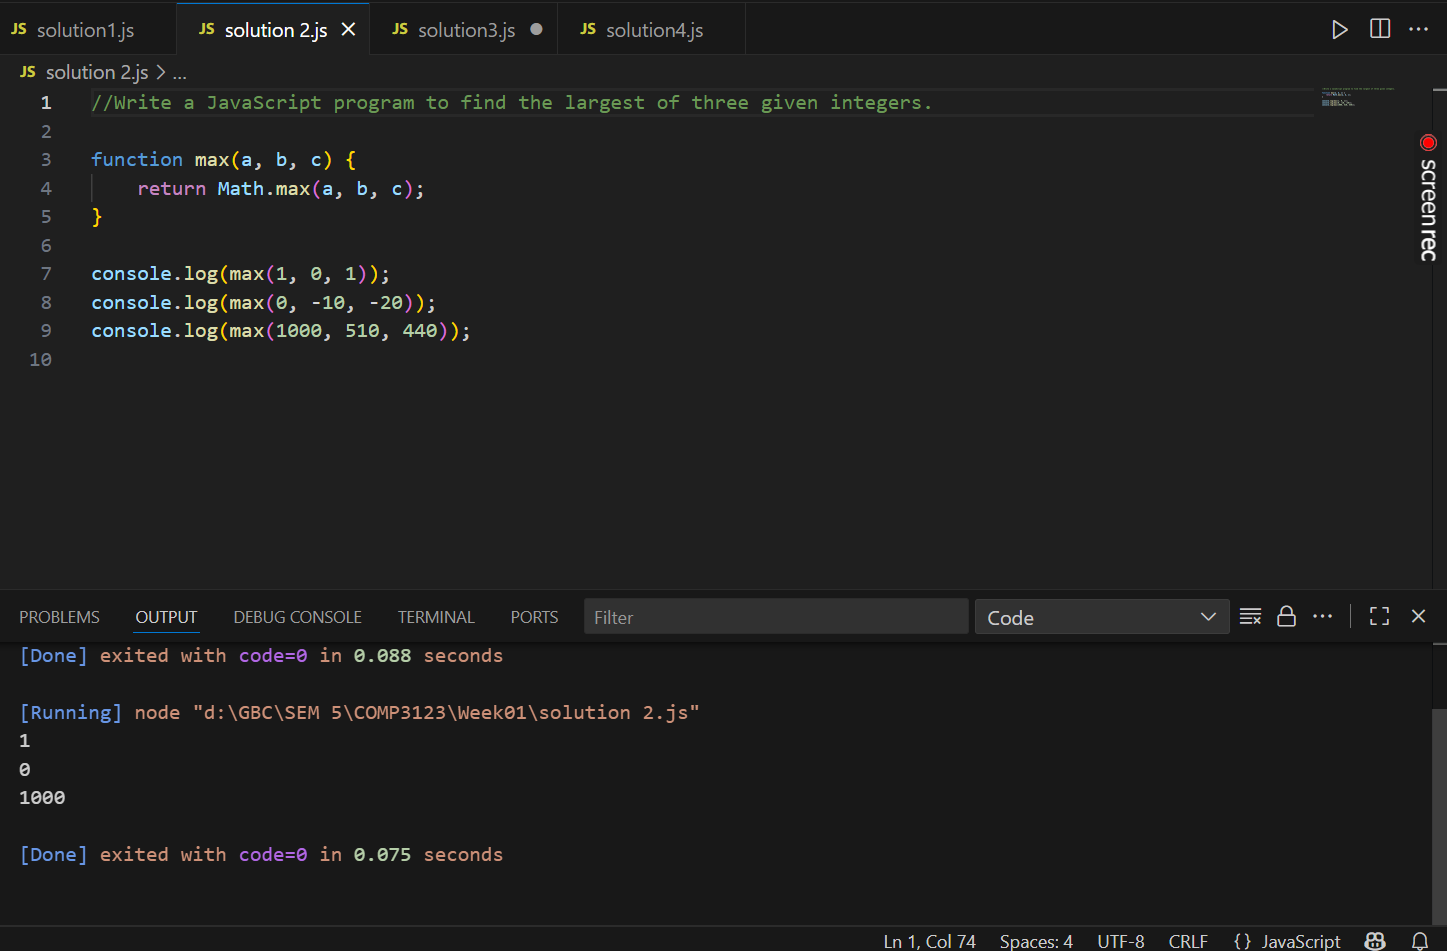 JS solution1.js JS solution 2.js JS solution3.js JS solution4.js
JS solution 2.js > ...
1 //Write a JavaScript program to find the largest of three given integers.
2
3 function max(a, b, c) {
4     return Math.max(a, b, c);
5 }
6
7 console.log(max(1, 0, 1));
8 console.log(max(0, -10, -20));
9 console.log(max(1000, 510, 440));
10
screenrec
PROBLEMS OUTPUT DEBUG CONSOLE TERMINAL PORTS Filter Code
[Done] exited with code=0 in 0.088 seconds
[Running] node "d:\GBC\SEM 5\COMP3123\Week01\solution 2.js"
1
0
1000
[Done] exited with code=0 in 0.075 seconds
Ln 1, Col 74 Spaces: 4 UTF-8 CRLF {} JavaScript